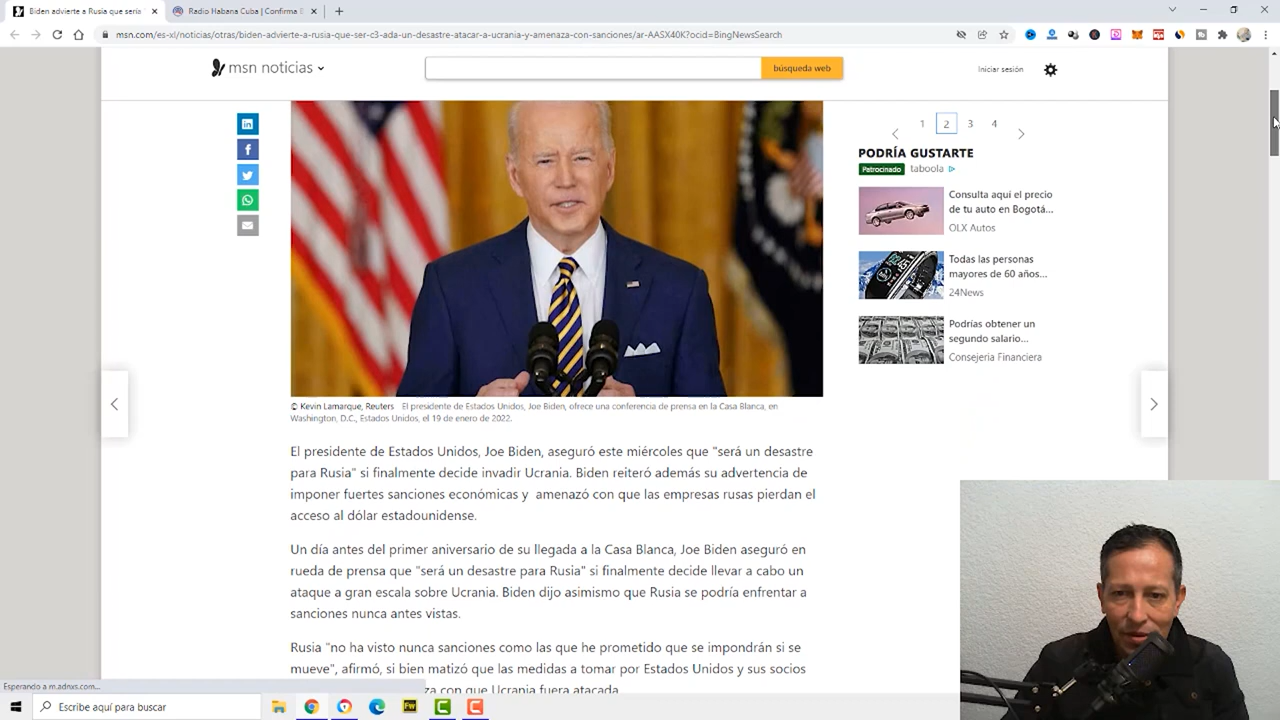 Biden advierte a Rusia que sería
Radio Habana Cuba | Confirma E
msn.com/es-xl/noticias/otras/biden-advierte-a-rusia-que-ser-c3-ada-un-desastre-atacar-a-ucrania-y-amenaza-con-sanciones/ar-AASX40K?ocid=BingNewsSearch
msn noticias
búsqueda web
Iniciar sesión
1 2 3 4
PODRÍA GUSTARTE
Patrocinado taboola
Consulta aquí el precio
de tu auto en Bogotá...
OLX Autos
Todas las personas
mayores de 60 años...
24News
Podrías obtener un
segundo salario...
Consejeria Financiera
© Kevin Lamarque, Reuters El presidente de Estados Unidos, Joe Biden, ofrece una conferencia de prensa en la Casa Blanca, en
Washington, D.C., Estados Unidos, el 19 de enero de 2022.
El presidente de Estados Unidos, Joe Biden, aseguró este miércoles que "será un desastre
para Rusia" si finalmente decide invadir Ucrania. Biden reiteró además su advertencia de
imponer fuertes sanciones económicas y amenazó con que las empresas rusas pierdan el
acceso al dólar estadounidense.
Un día antes del primer aniversario de su llegada a la Casa Blanca, Joe Biden aseguró en
rueda de prensa que "será un desastre para Rusia" si finalmente decide llevar a cabo un
ataque a gran escala sobre Ucrania. Biden dijo asimismo que Rusia se podría enfrentar a
sanciones nunca antes vistas.
Rusia "no ha visto nunca sanciones como las que he prometido que se impondrán si se
mueve", afirmó, si bien matizó que las medidas a tomar por Estados Unidos y sus socios
con que Ucrania fuera atacada.
Esperando a m.adnxs.com...
Escribe aquí para buscar